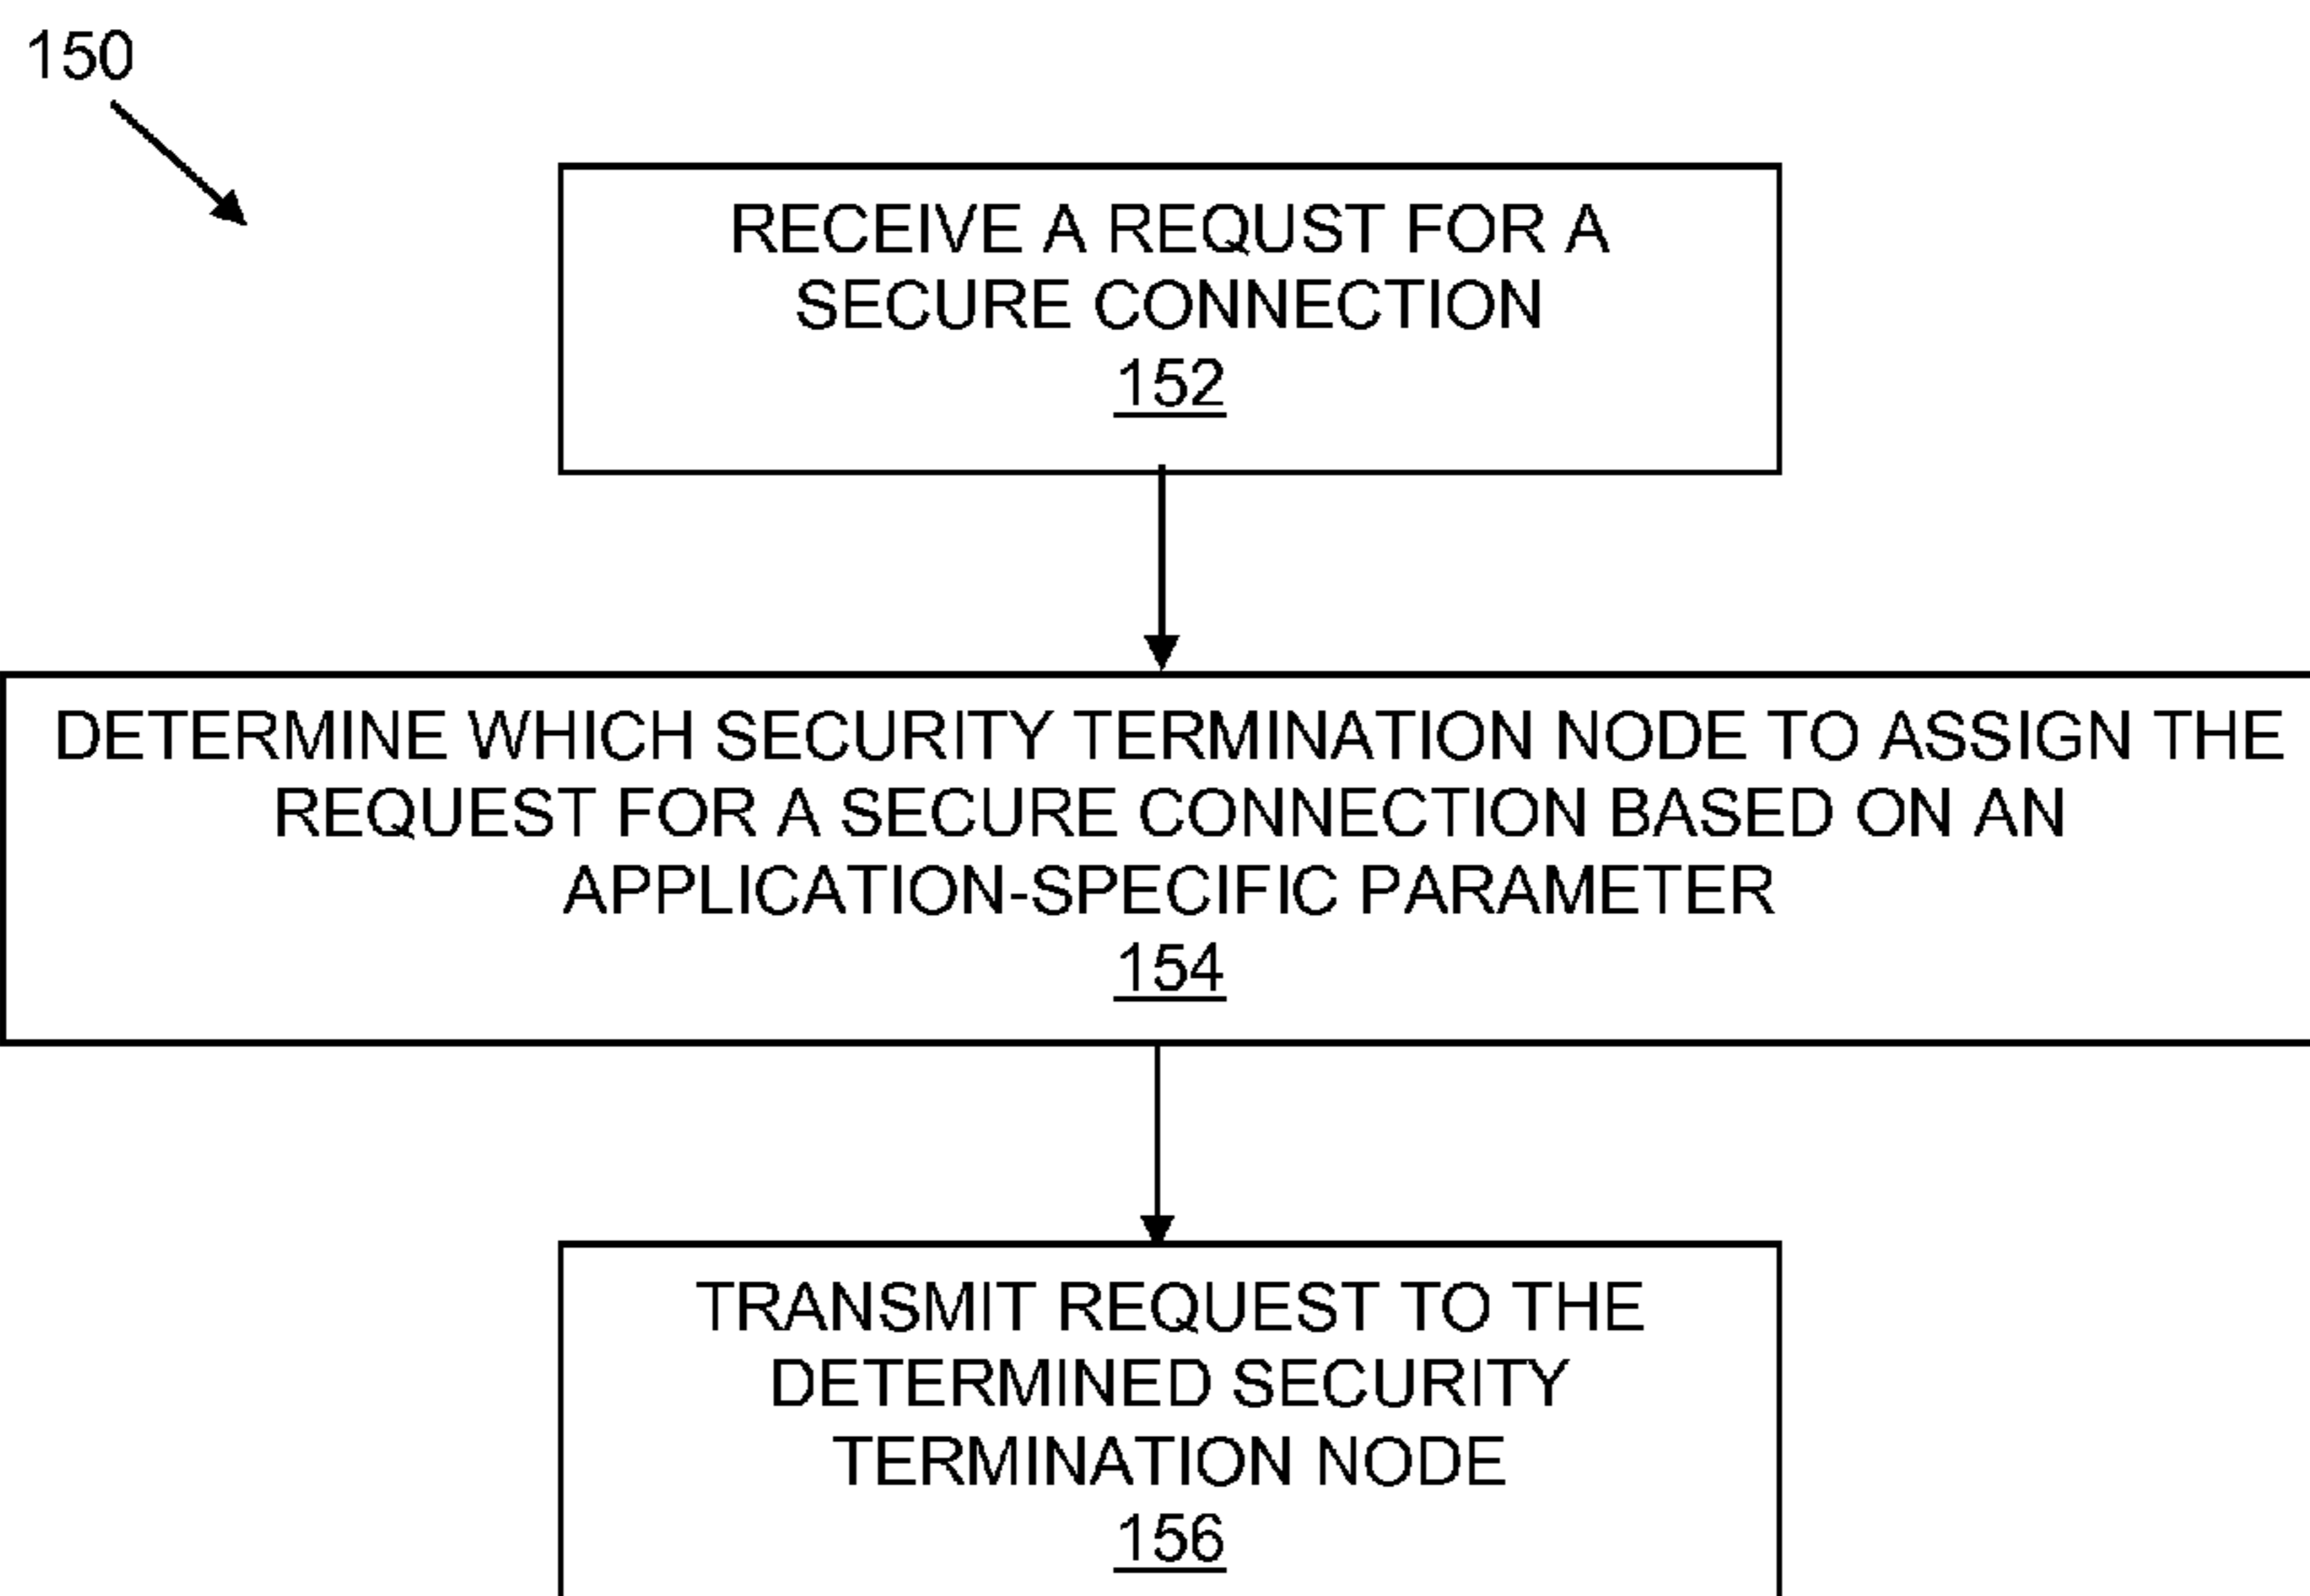 150
RECEIVE A REQUST FOR A
SECURE CONNECTION
152
DETERMINE WHICH SECURITY TERMINATION NODE TO ASSIGN THE
REQUEST FOR A SECURE CONNECTION BASED ON AN
APPLICATION-SPECIFIC PARAMETER
154
TRANSMIT REQUEST TO THE
DETERMINED SECURITY
TERMINATION NODE
156